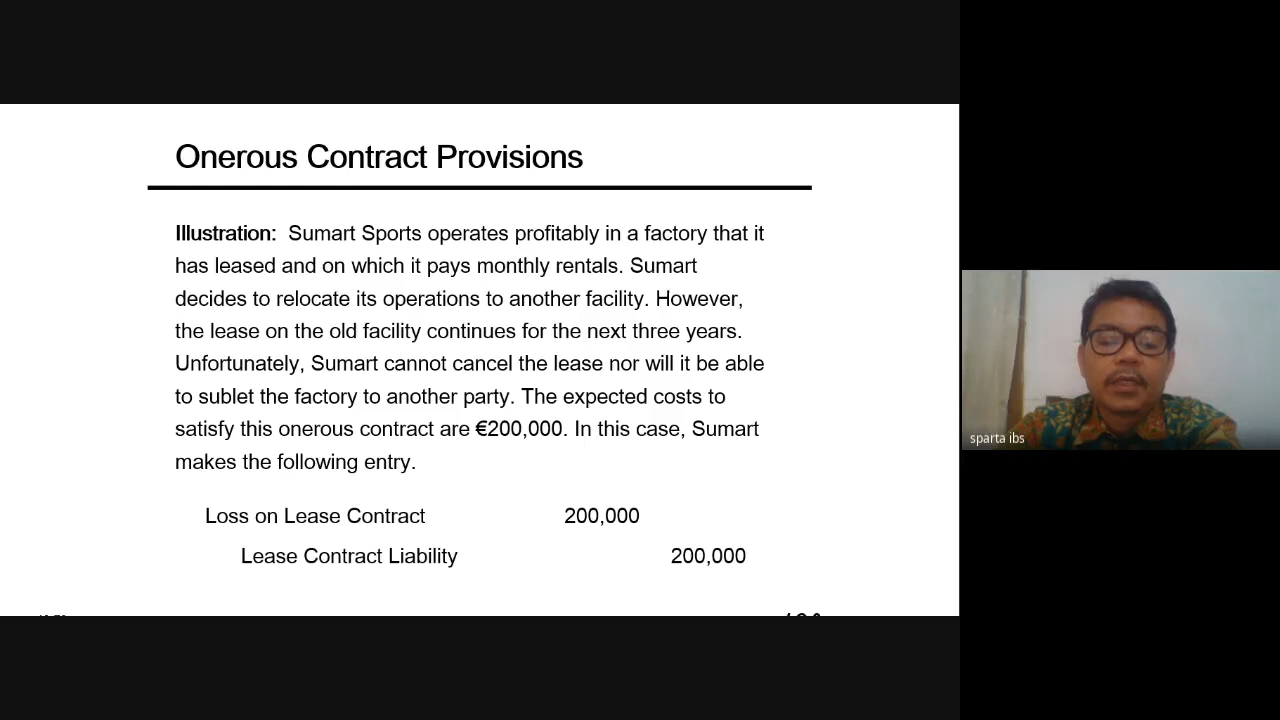 Onerous Contract Provisions
Illustration: Sumart Sports operates profitably in a factory that it
has leased and on which it pays monthly rentals. Sumart
decides to relocate its operations to another facility. However,
the lease on the old facility continues for the next three years.
Unfortunately, Sumart cannot cancel the lease nor will it be able
to sublet the factory to another party. The expected costs to
satisfy this onerous contract are €200,000. In this case, Sumart
makes the following entry.
Loss on Lease Contract 200,000
Lease Contract Liability 200,000
sparta ibs